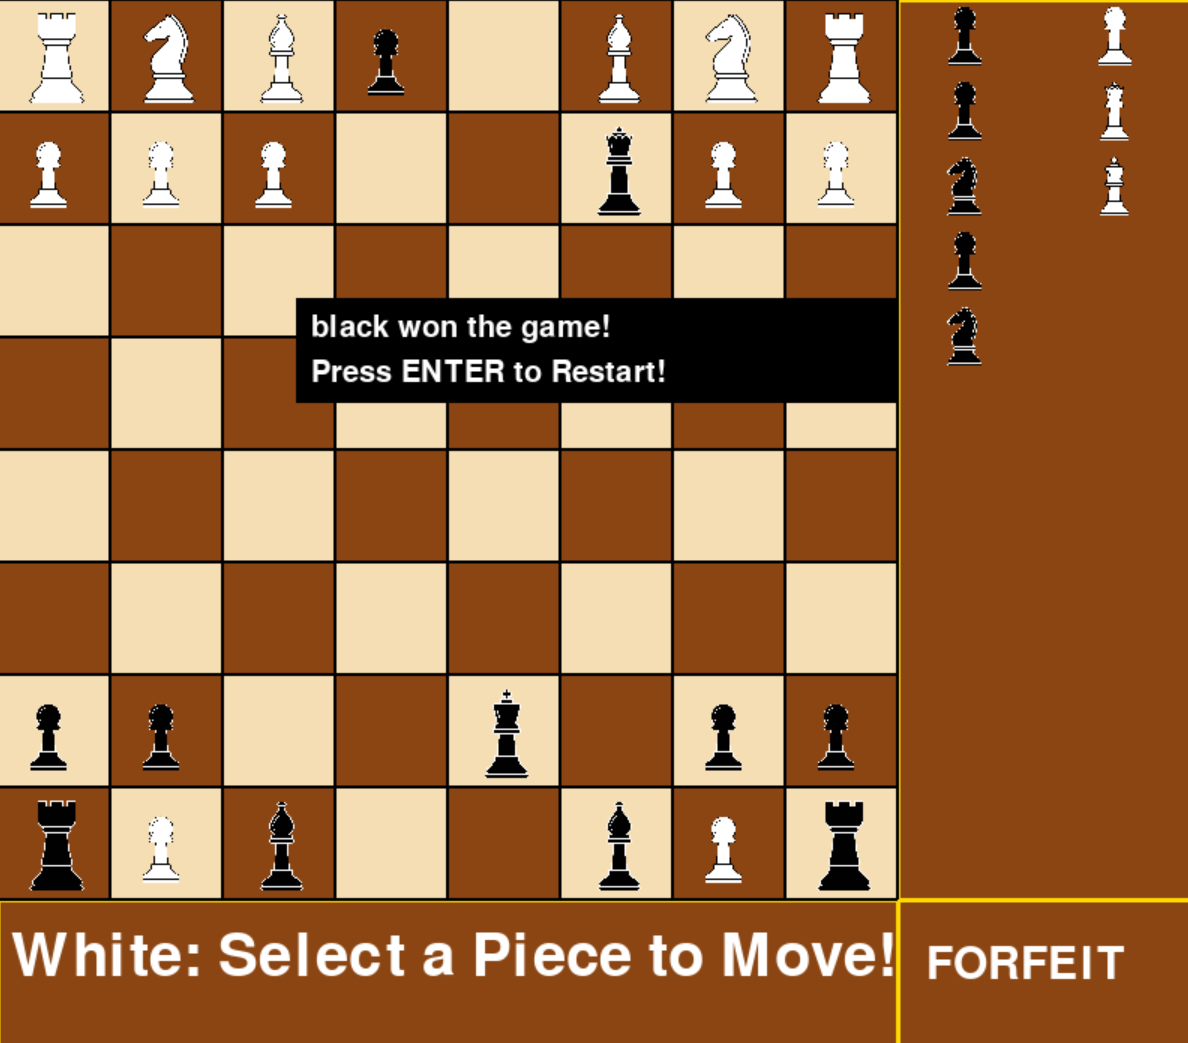 black won the game!
Press ENTER to Restart!
White: Select a Piece to Move!
FORFEIT